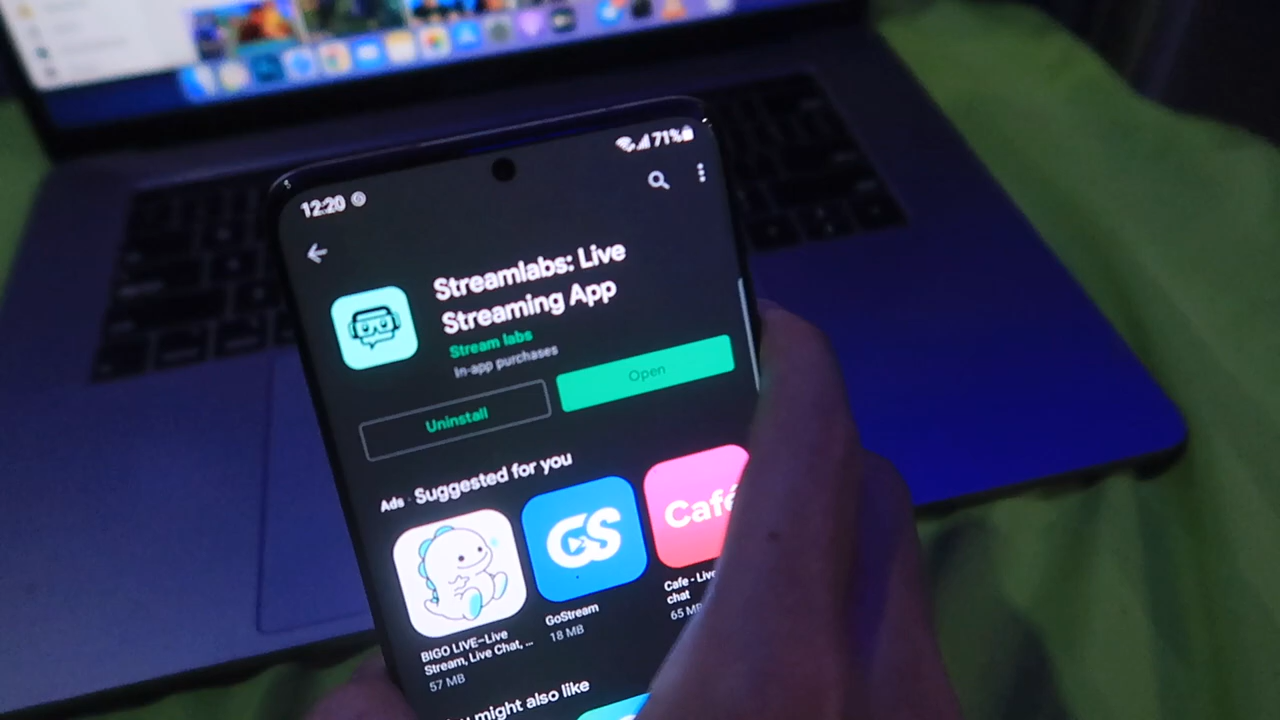 12:20
71%
Streamlabs: Live
Streaming App
Stream labs
In-app purchases
Uninstall
Open
Ads · Suggested for you
GS
Café
BIGO LIVE–Live
Stream, Live Chat, ...
57 MB
GoStream
18 MB
Cafe - Live
chat
65 MB
might also like